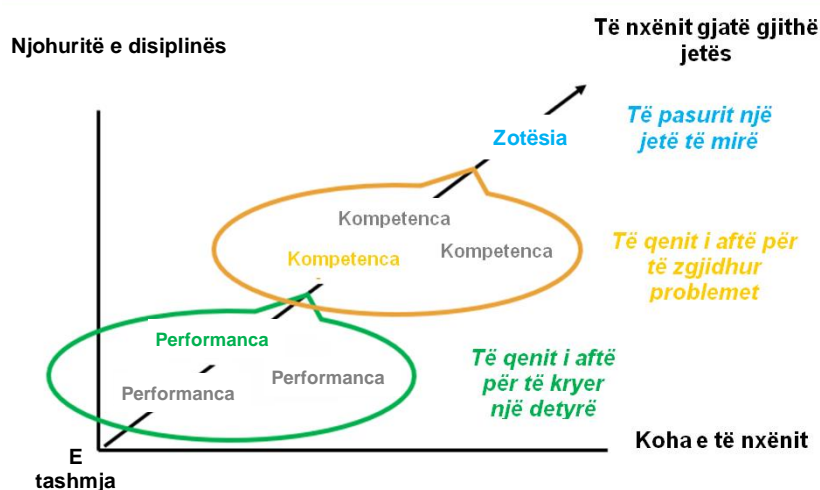 Njohuritë e disiplinës
Të nxënit gjatë gjithë
jetës
Zotësia
Të pasurit një
jetë të mirë
Kompetenca
Kompetenca
Kompetenca
Të qenit i aftë për
të zgjidhur
problemet
Performanca
Performanca
Performanca
Të qenit i aftë
për të kryer
një detyrë
Koha e të nxënit
E
tashmja